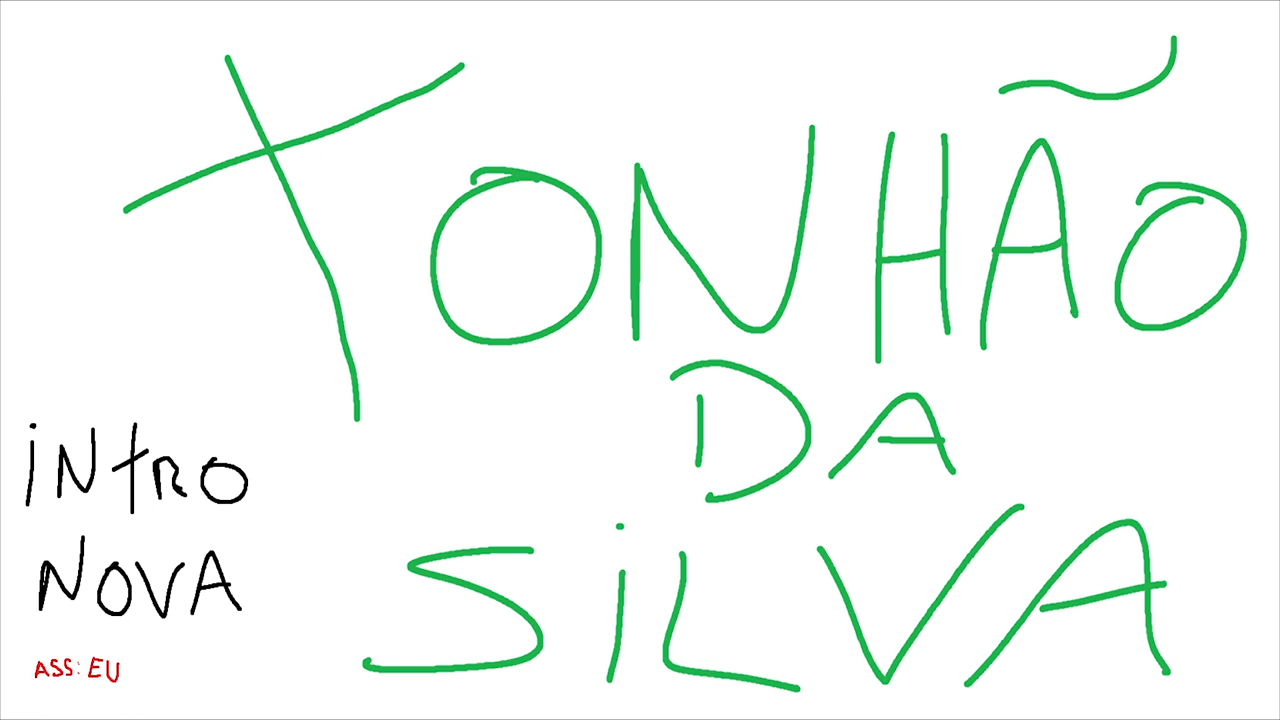 TONHÃO
DA
SiLVA
iNtRO
NOVA
ASS: EU